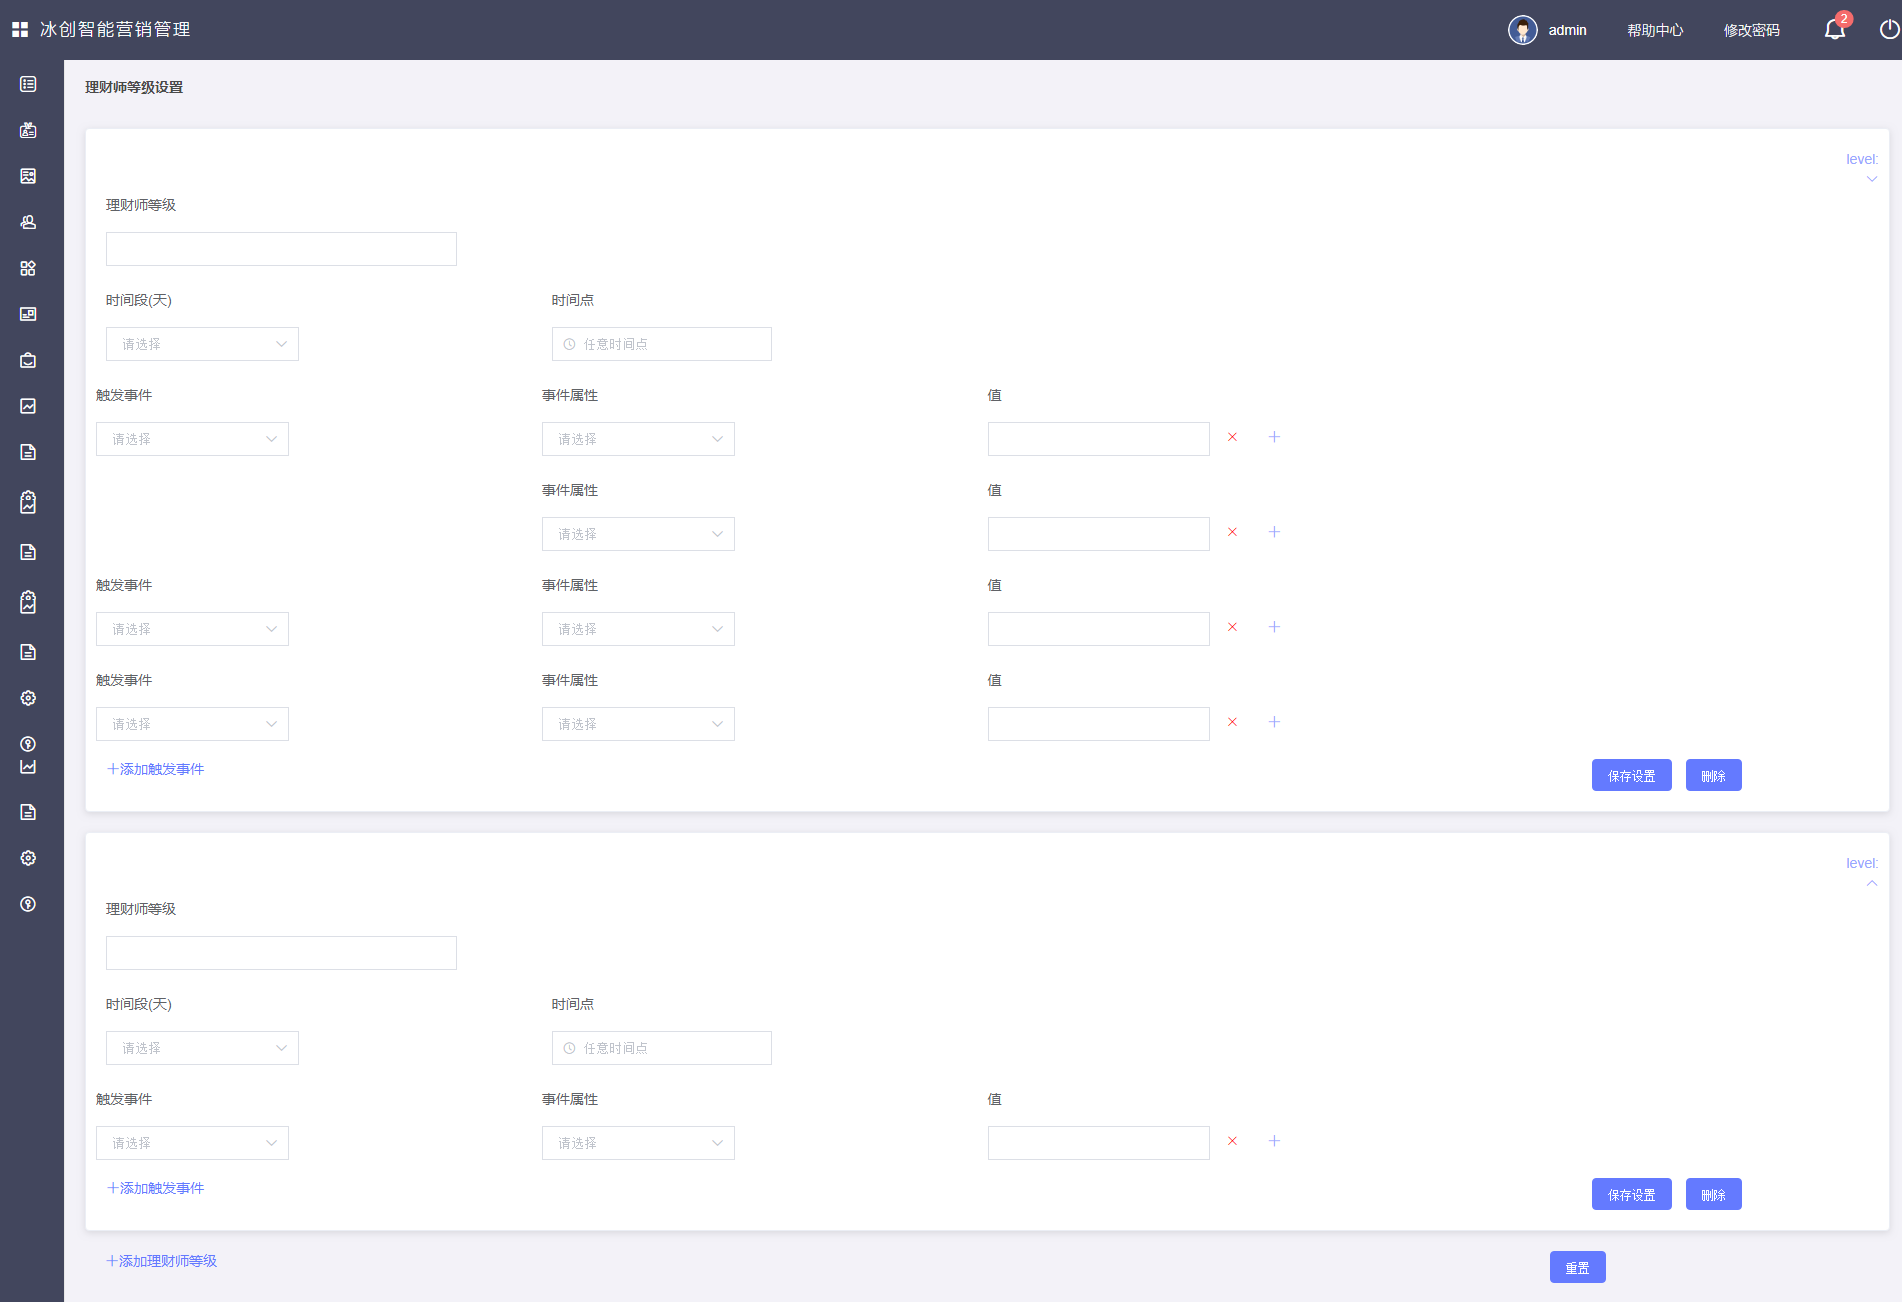 冰创智能营销管理
admin 帮助中心 修改密码 2
理财师等级设置
level:
理财师等级
时间段(天) 时间点
请选择 任意时间点
触发事件 事件属性 值
请选择 请选择
事件属性 值
请选择
触发事件 事件属性 值
请选择 请选择
触发事件 事件属性 值
请选择 请选择
添加触发事件 保存设置 删除
level:
理财师等级
时间段(天) 时间点
请选择 任意时间点
触发事件 事件属性 值
请选择 请选择
添加触发事件 保存设置 删除
添加理财师等级 重置